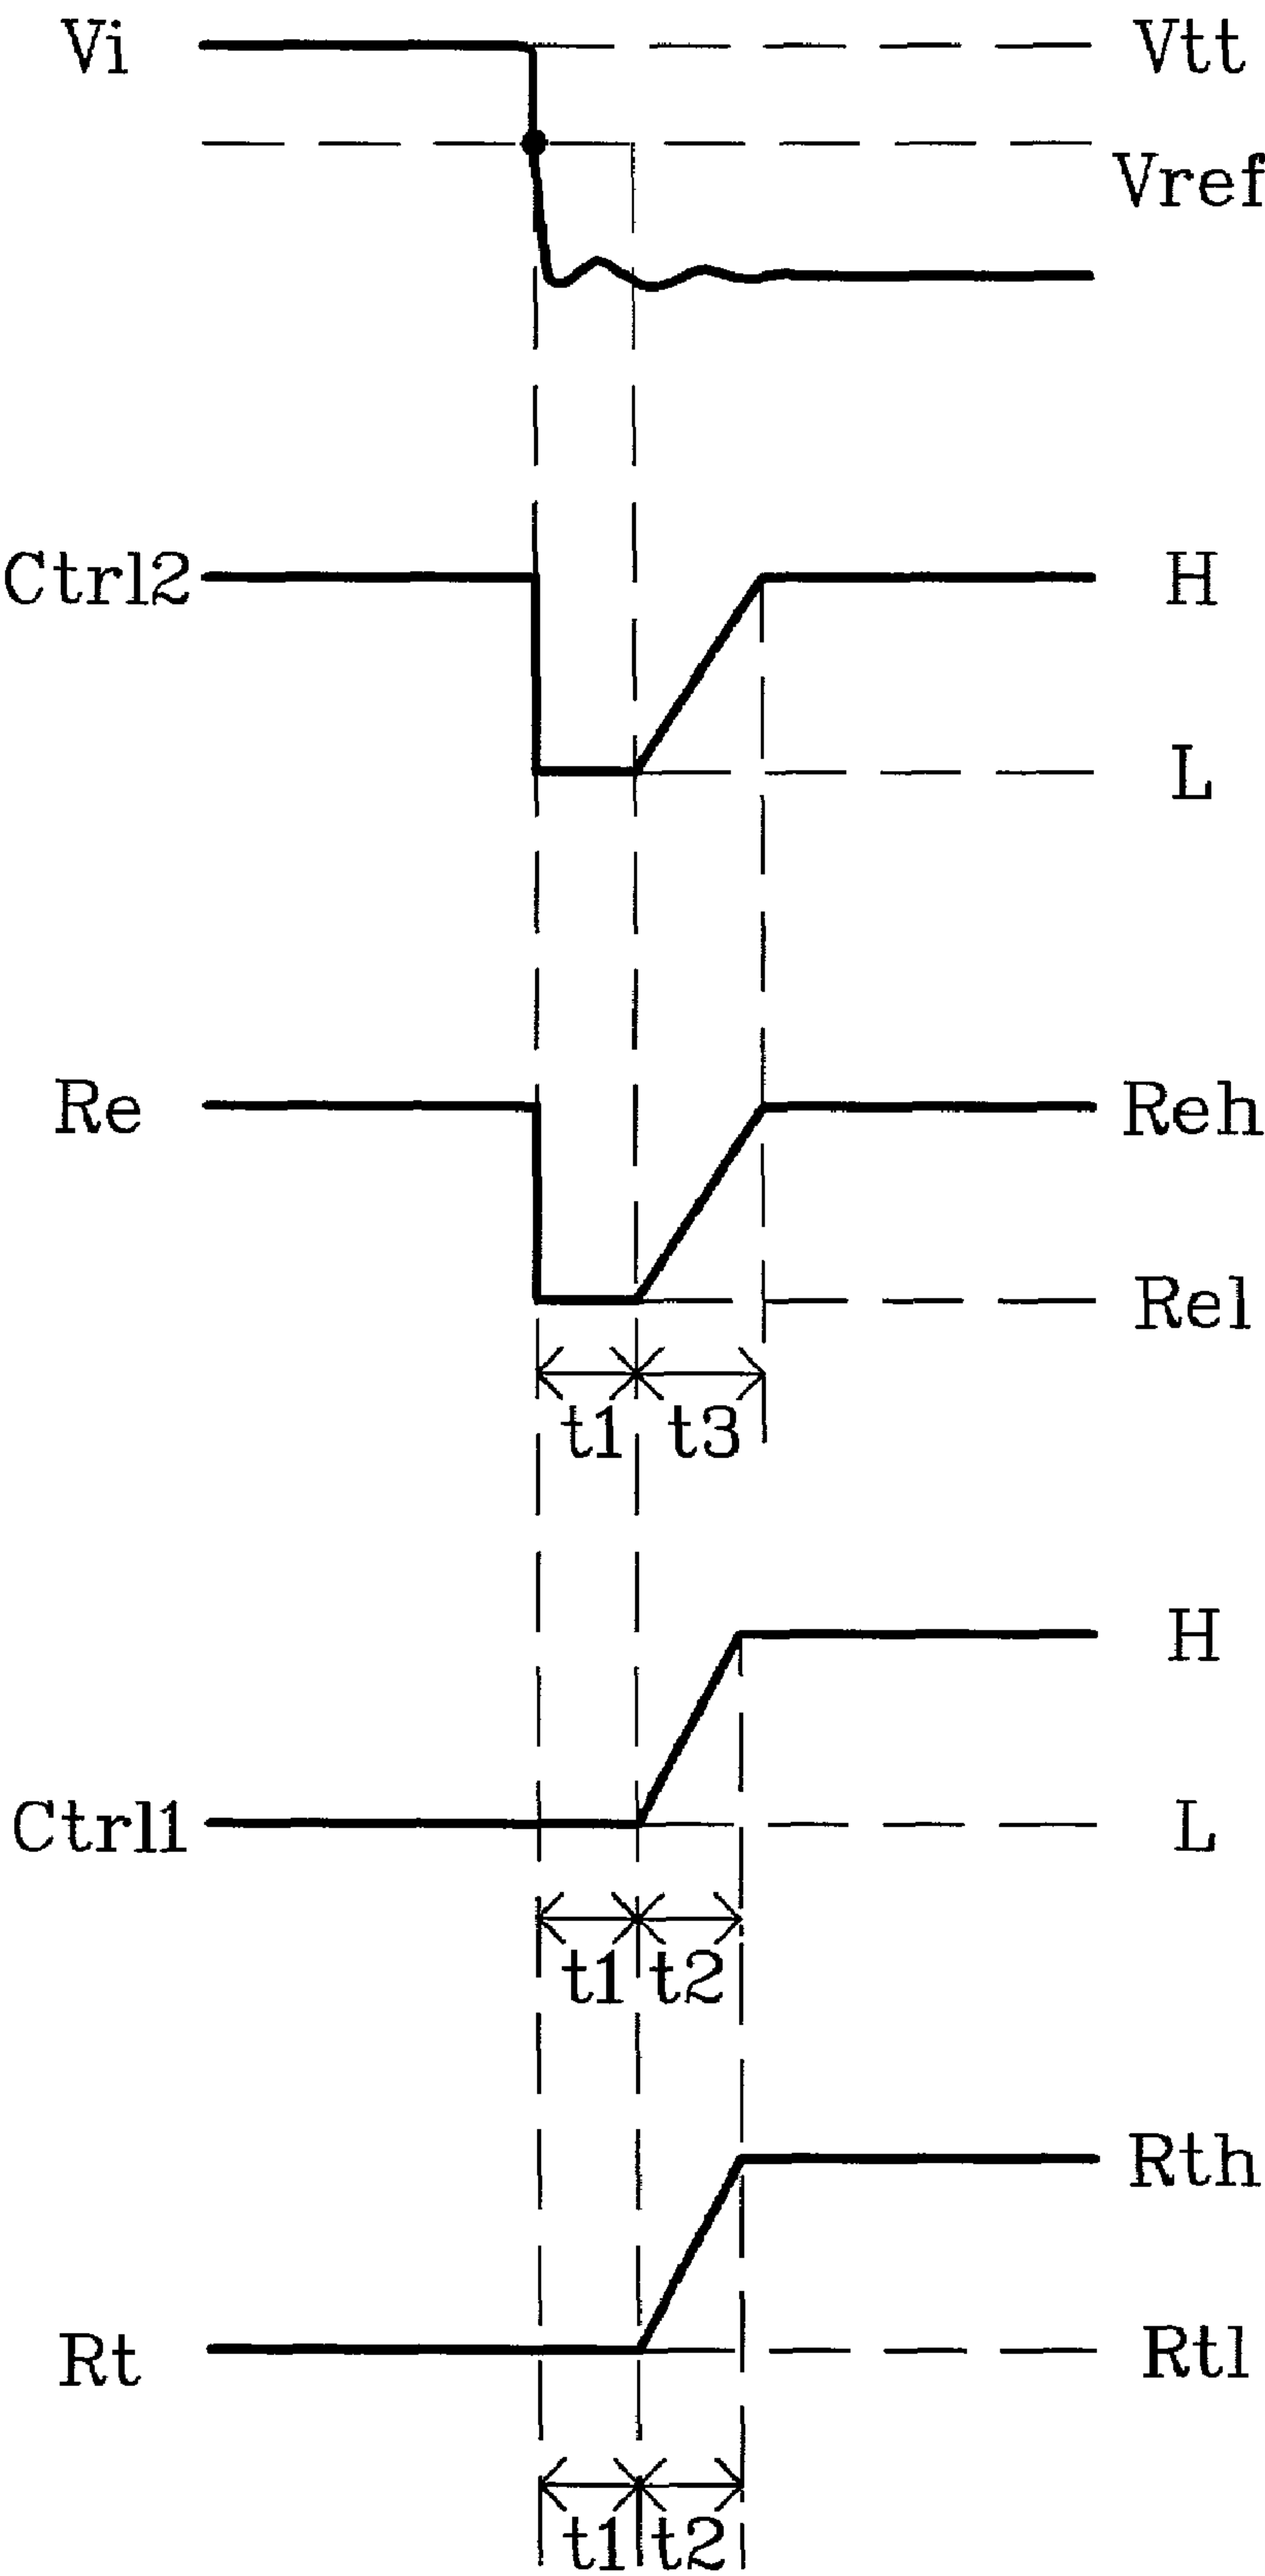 Vi Vtt
Vref
Ctrl2 H
L
Re Reh
Rel
t1 t3
H
Ctrl1 L
t1 t2
Rth
Rt Rtl
t1 t2